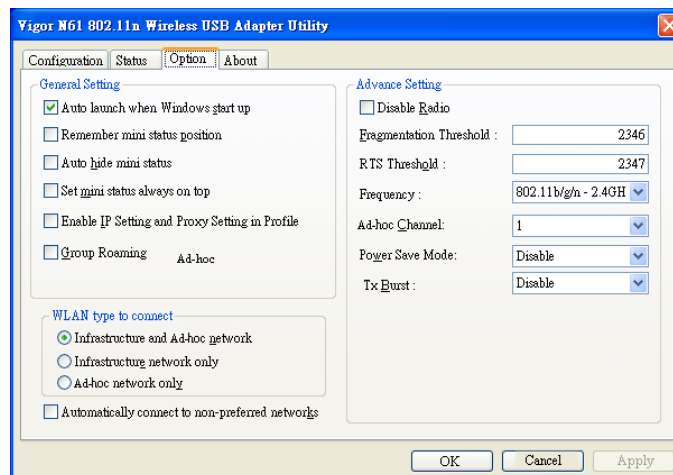 Vigor N61 802.11n Wireless USB Adapter Utility
Configuration Status Option About
General Setting
Auto launch when Windows start up
Remember mini status position
Auto hide mini status
Set mini status always on top
Enable IP Setting and Proxy Setting in Profile
Group Roaming Ad-hoc
WLAN type to connect
Infrastructure and Ad-hoc network
Infrastructure network only
Ad-hoc network only
Automatically connect to non-preferred networks
Advance Setting
Disable Radio
Fragmentation Threshold : 2346
RTS Threshold : 2347
Frequency : 802.11b/g/n - 2.4GH
Ad-hoc Channel: 1
Power Save Mode: Disable
Tx Burst : Disable
OK Cancel Apply